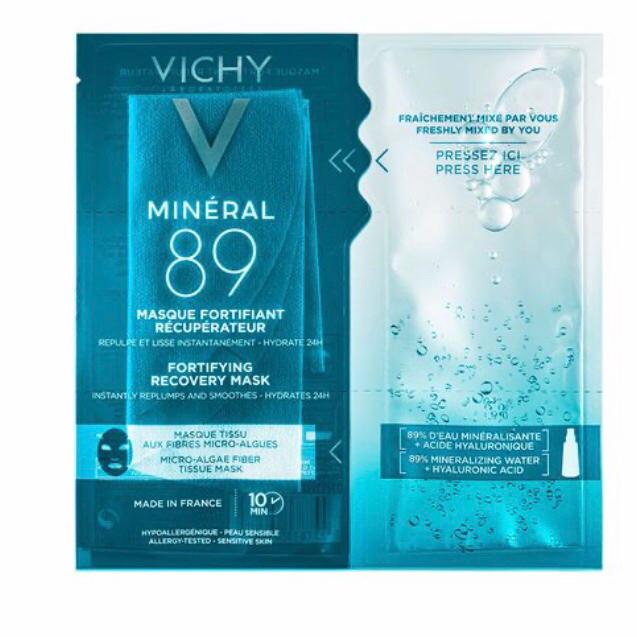 VICHY
V
MINÉRAL
89
MASQUE FORTIFIANT
RÉCUPÉRATEUR
REPULPE ET LISSE INSTANTANÉMENT - HYDRATE 24H
FORTIFYING
RECOVERY MASK
INSTANTLY REPLUMPS AND SMOOTHES - HYDRATES 24H
MASQUE TISSU
AUX FIBRES MICRO-ALGUES
MICRO-ALGAE FIBER
TISSUE MASK
MADE IN FRANCE
10
MIN
HYPOALLERGÉNIQUE - PEAU SENSIBLE
ALLERGY-TESTED - SENSITIVE SKIN
FRAÎCHEMENT MIXÉ PAR VOUS
FRESHLY MIXED BY YOU
PRESSEZ ICI
PRESS HERE
89% D'EAU MINÉRALISANTE
+ ACIDE HYALURONIQUE
89% MINERALIZING WATER
+ HYALURONIC ACID